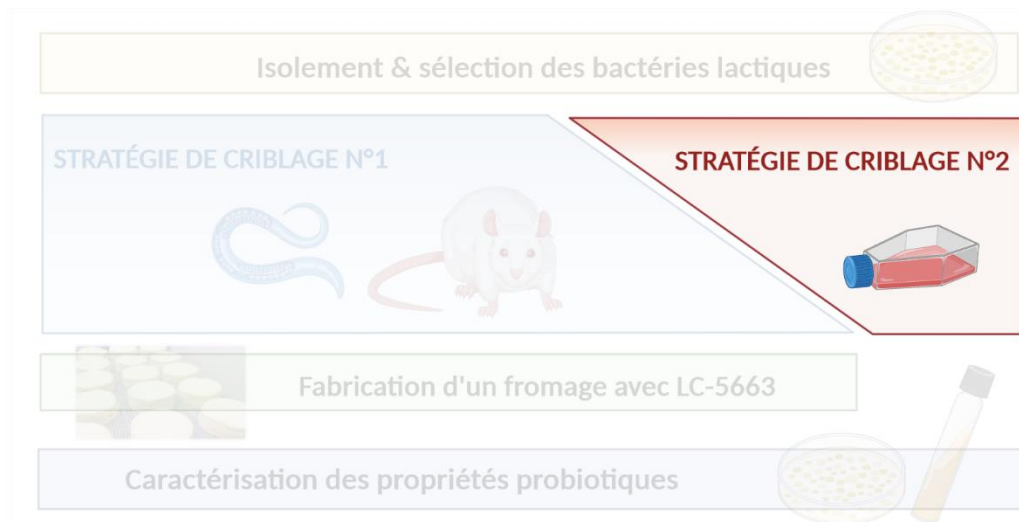 Isolement & sélection des bactéries lactiques
STRATÉGIE DE CRIBLAGE N°1
STRATÉGIE DE CRIBLAGE N°2
Fabrication d'un fromage avec LC-5663
Caractérisation des propriétés probiotiques